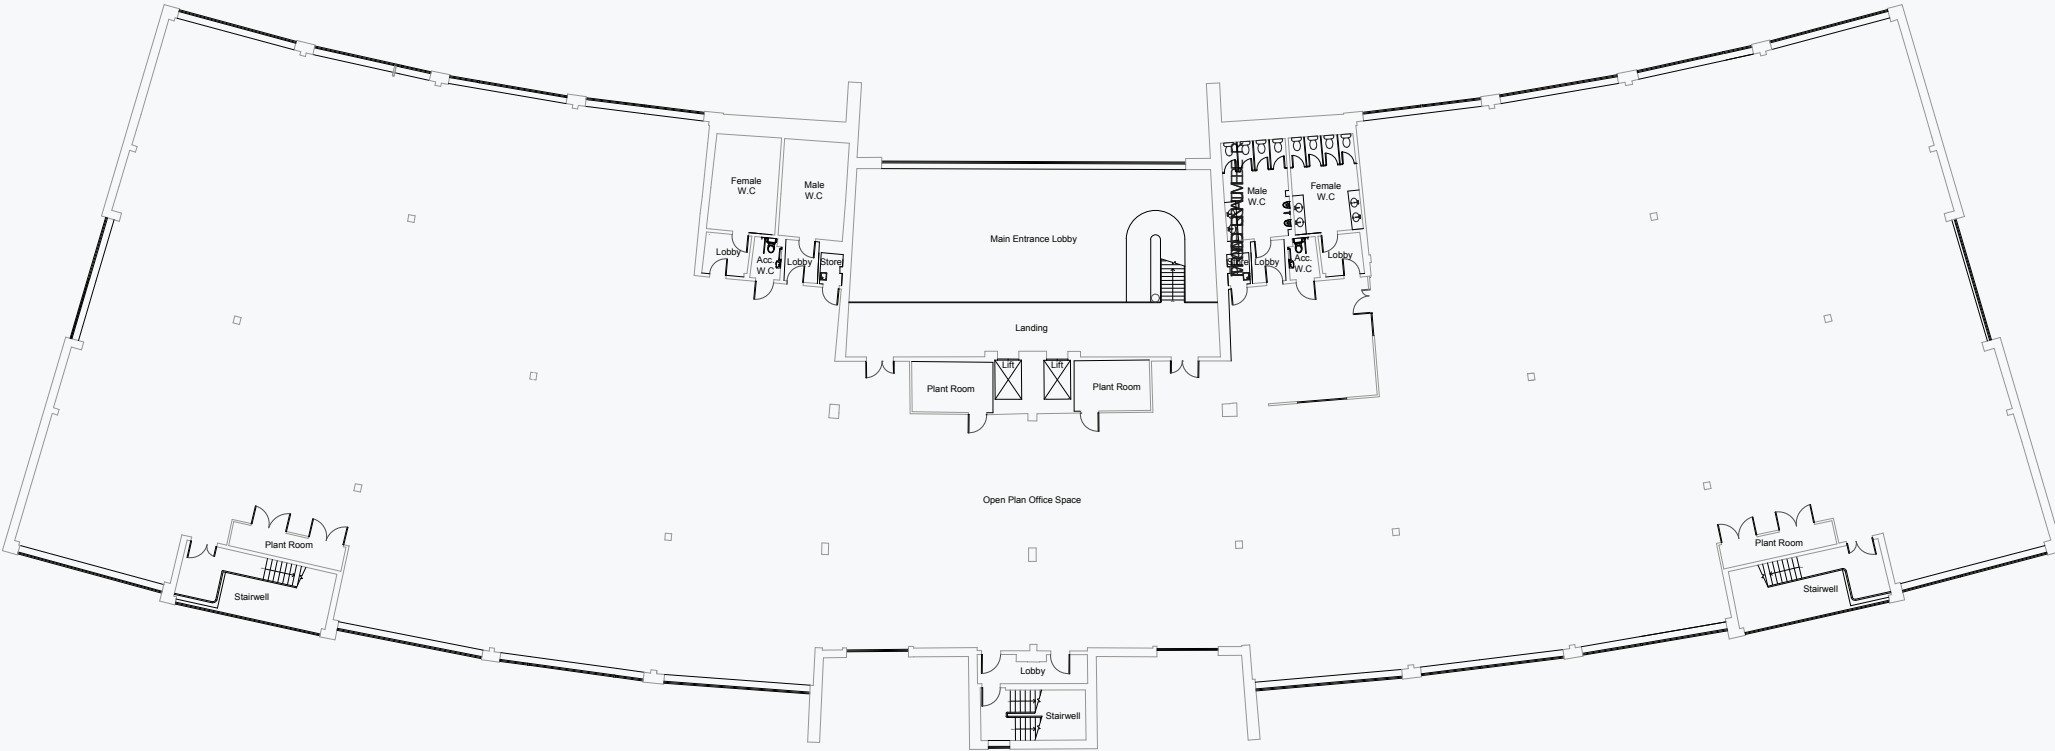 Female
W.C
Male
W.C
Male
W.C
Female
W.C
Main Entrance Lobby
Lobby
Acc.
W.C
Lobby
Store
Store
Lobby
Acc.
W.C
Lobby
Landing
Lift
Lift
Plant Room
Plant Room
Open Plan Office Space
Plant Room
Stairwell
Plant Room
Stairwell
Lobby
Stairwell